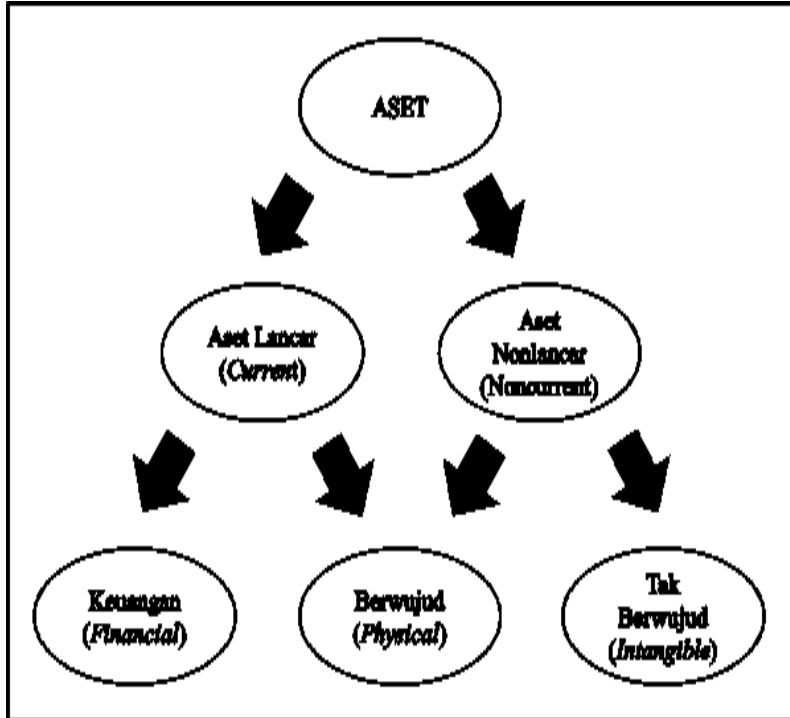 ASET
Aset Lancar
(Current)
Aset
Nonlancar
(Noncurrent)
Keuangan
(Financial)
Berwujud
(Physical)
Tak
Berwujud
(Intangible)